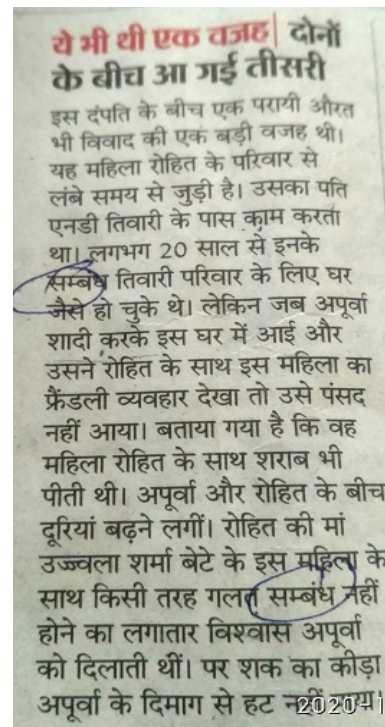 ये भी थी एक वजह| दोनों
के बीच आ गई तीसरी
इस दंपति के बीच एक परायी औरत
भी विवाद की एक बड़ी वजह थी।
यह महिला रोहित के परिवार से
लंबे समय से जुड़ी है। उसका पति
एनडी तिवारी के पास काम करता
था। लगभग 20 साल से इनके
सम्बंध तिवारी परिवार के लिए घर
जैसे हो चुके थे। लेकिन जब अपूर्वा
शादी करके इस घर में आई और
उसने रोहित के साथ इस महिला का
फ्रैंडली व्यवहार देखा तो उसे पंसद
नहीं आया। बताया गया है कि वह
महिला रोहित के साथ शराब भी
पीती थी। अपूर्वा और रोहित के बीच
दूरियां बढ़ने लगीं। रोहित की मां
उज्ज्वला शर्मा बेटे के इस महिला के
साथ किसी तरह गलत सम्बंध नहीं
होने का लगातार विश्वास अपूर्वा
को दिलाती थीं। पर शक का कीड़ा
अपूर्वा के दिमाग से हट नहीं
2020-1